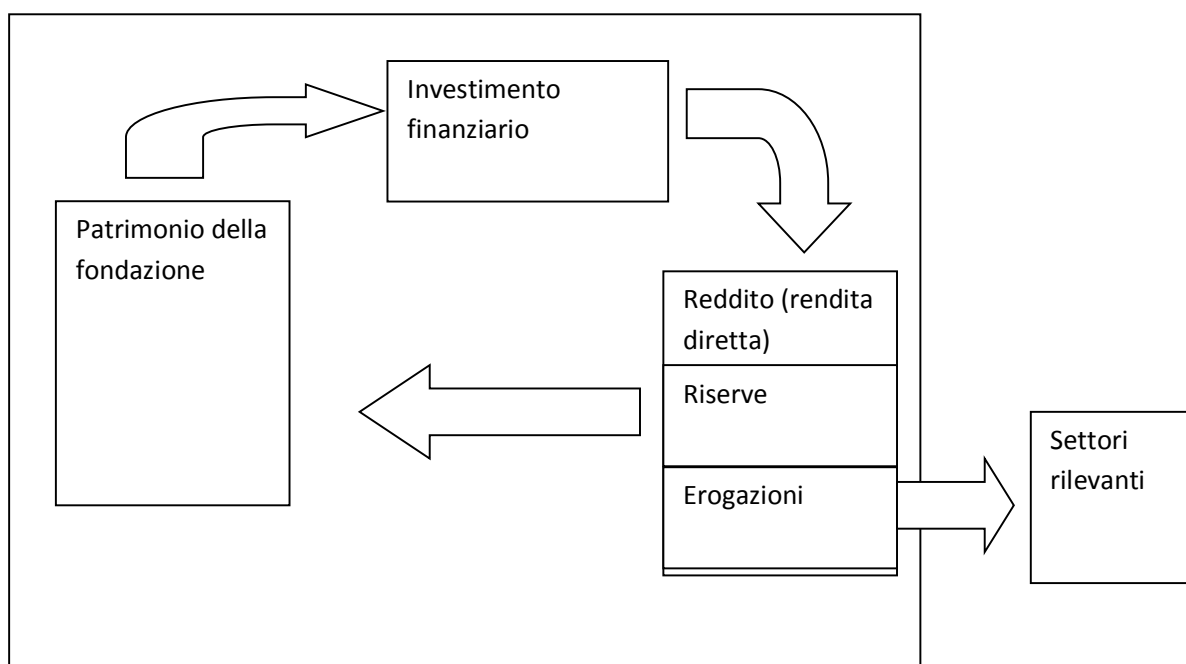 Investimento
finanziario
Patrimonio della
fondazione
Reddito (rendita
diretta)
Riserve
Erogazioni
Settori
rilevanti